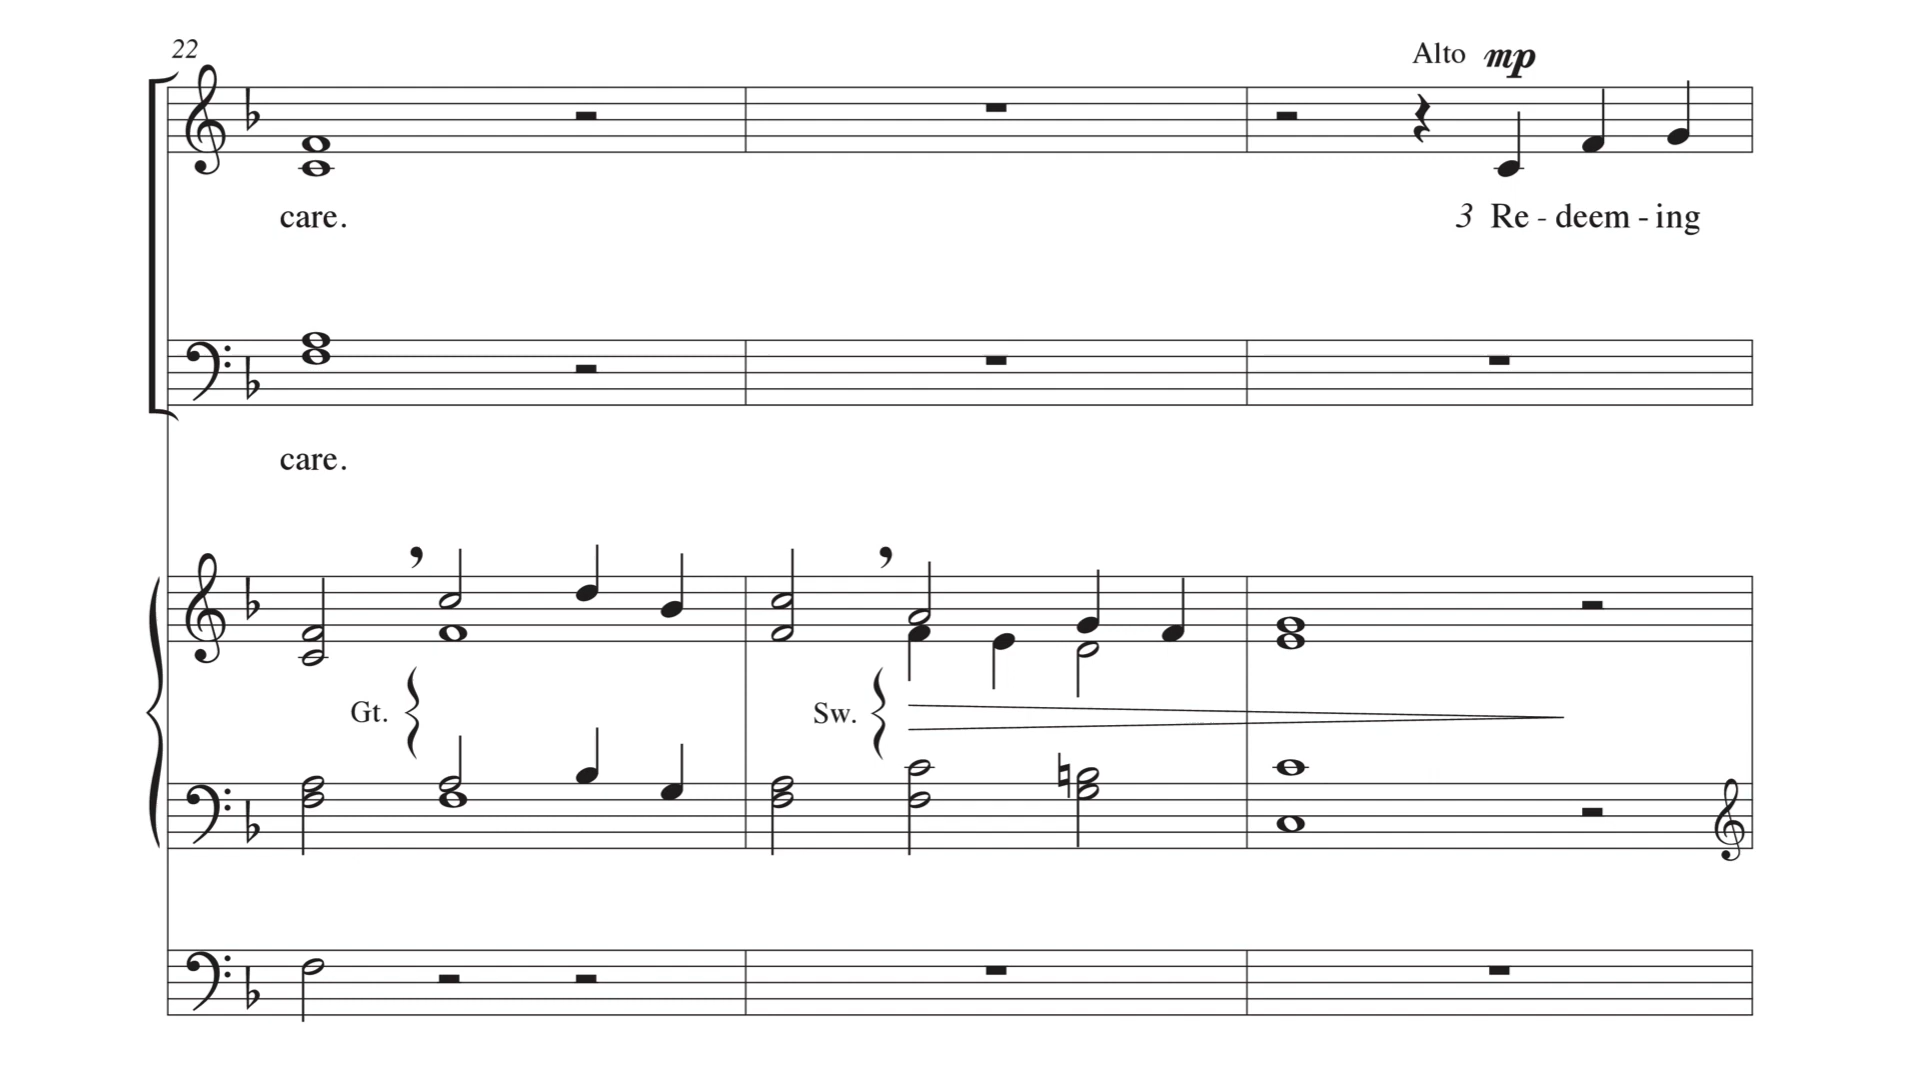 22
Alto mp
care.
3 Re - deem - ing
care.
Gt.
Sw.